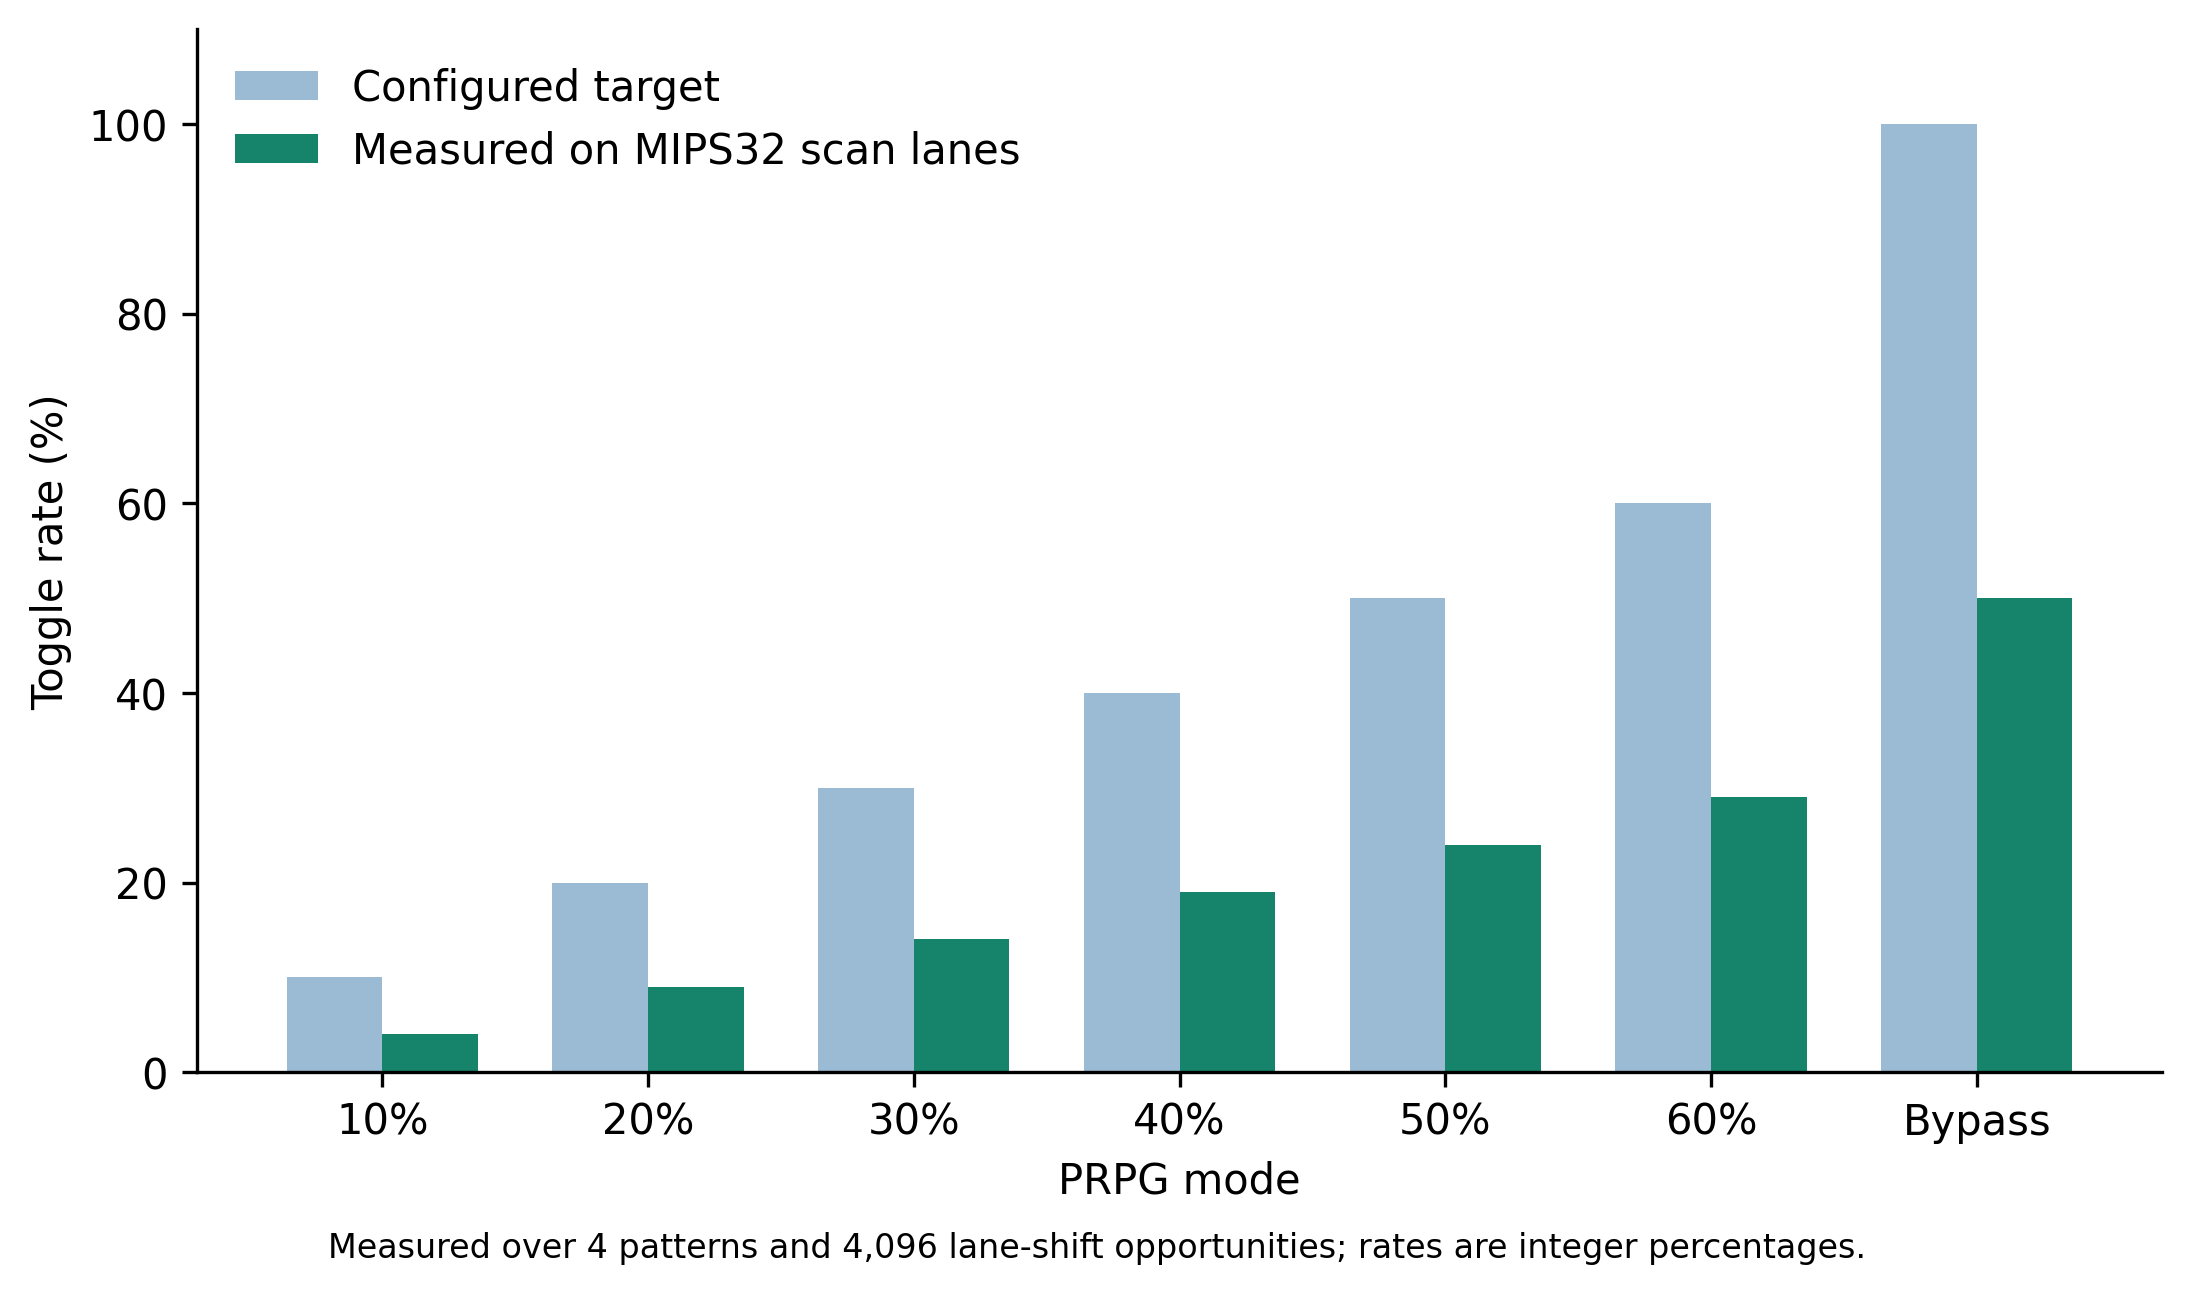 Configured target
Measured on MIPS32 scan lanes
Toggle rate (%)
100
80
60
40
20
0
10% 20% 30% 40% 50% 60% Bypass
PRPG mode
Measured over 4 patterns and 4,096 lane-shift opportunities; rates are integer percentages.